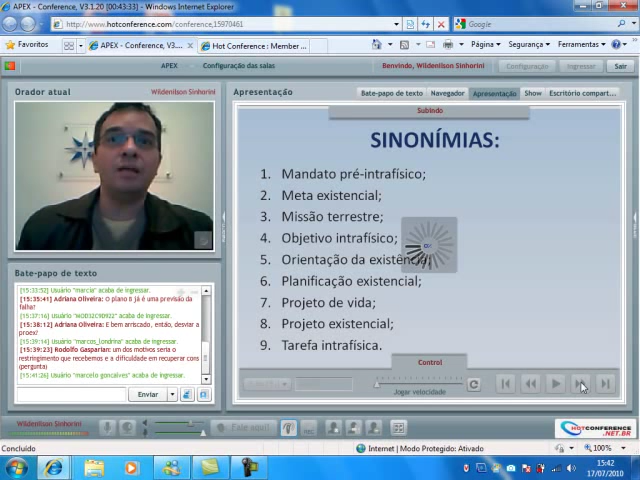 APEX - Conference, V3.1.20 [00:43:33] - Windows Internet Explorer
http://www.hotconference.com/conference,15970461
Google
Favoritos
APEX - Conference, V3....
Hot Conference : Member ...
Página
Segurança
Ferramentas
APEX
Configuração das salas
Benvindo, Wildenilson Sinhorini
Configuração
Ingressar
Sair
Orador atual
Wildenilson Sinhorini
Apresentação
Bate-papo de texto
Navegador
Apresentação
Show
Escritório compart...
Subindo
SINONÍMIAS:
1. Mandato pré-intrafísico;
2. Meta existencial;
3. Missão terrestre;
4. Objetivo intrafísico;
5. Orientação da existência;
6. Planificação existencial;
7. Projeto de vida;
8. Projeto existencial;
9. Tarefa intrafísica.
Bate-papo de texto
[15:33:52] Usuário "marcia" acaba de ingressar.
[15:35:41] Adriana Oliveira: O plano B já é uma previsão da
falha?
[15:37:16] Usuário "MOD32C90922" acaba de ingressar.
[15:38:12] Adriana Oliveira: E bem arriscado, então, desviar a
proex?
[15:39:14] Usuário "marcos_londrina" acaba de ingressar.
[15:39:23] Rodolfo Gasparian: um dos motivos seria o
restringimento que recebemos e a dificuldade em recuperar cons
(pergunta)
[15:41:26] Usuário "marcelo goncalves" acaba de ingressar.
Enviar
Control
Jogar velocidade
Wildenilson Sinhorini
Fale aqui!
REC
HOTCONFERENCE
.NET.BR
Concluído
Internet | Modo Protegido: Ativado
100%
15:42
17/07/2010